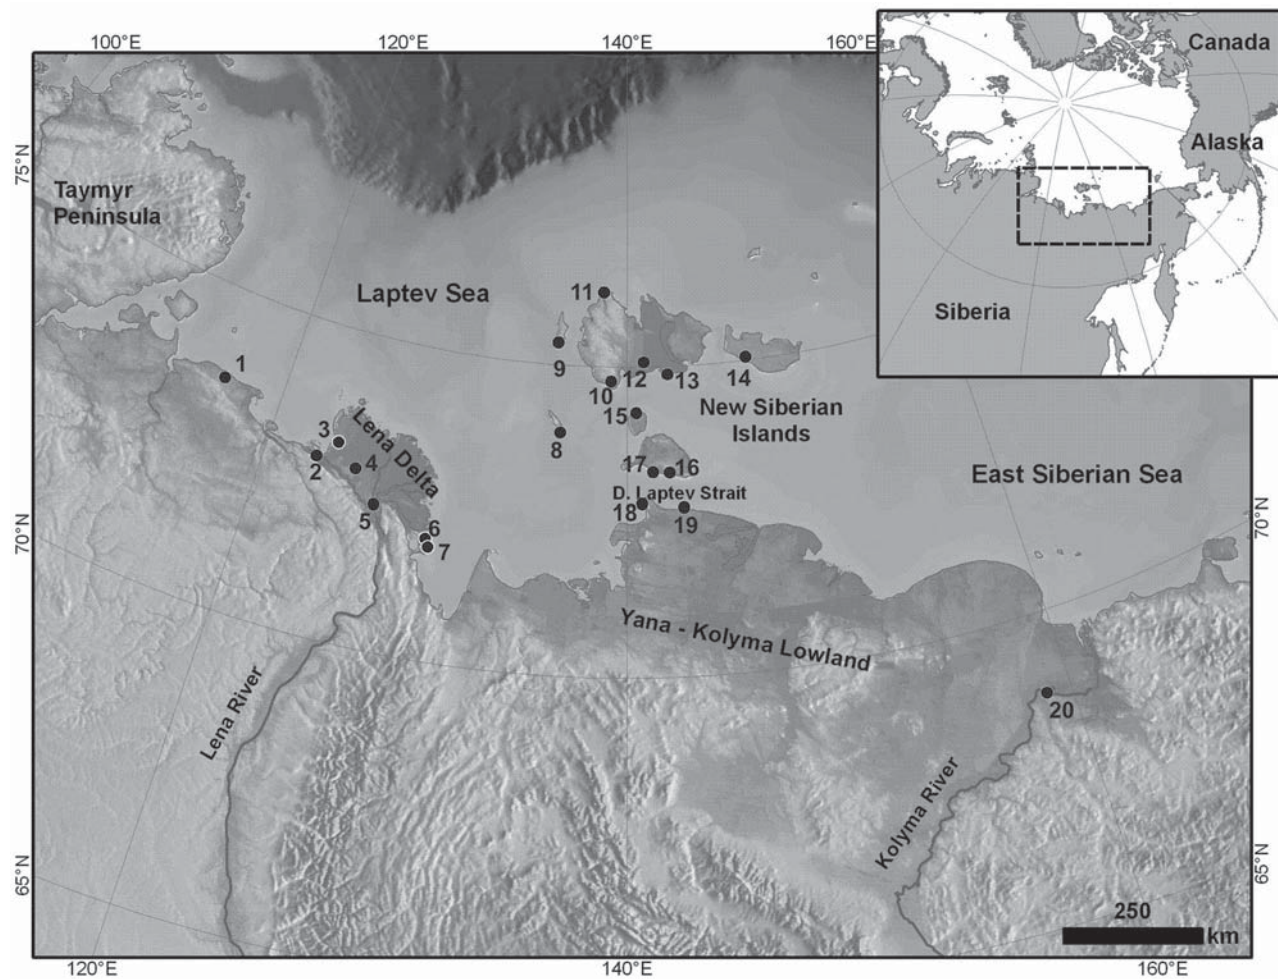 100°E
120°E
140°E
160°E
Canada
Alaska
Siberia
75°N
Taymyr
Peninsula
Laptev Sea
11
1
9
12
13
14
10
15
New Siberian
Islands
3
Lena Delta
2
4
8
17
16
East Siberian Sea
D. Laptev Strait
5
18
19
70°N
70°N
6
7
Yana - Kolyma Lowland
Lena River
20
Kolyma River
65°N
65°N
250
km
120°E
140°E
160°E